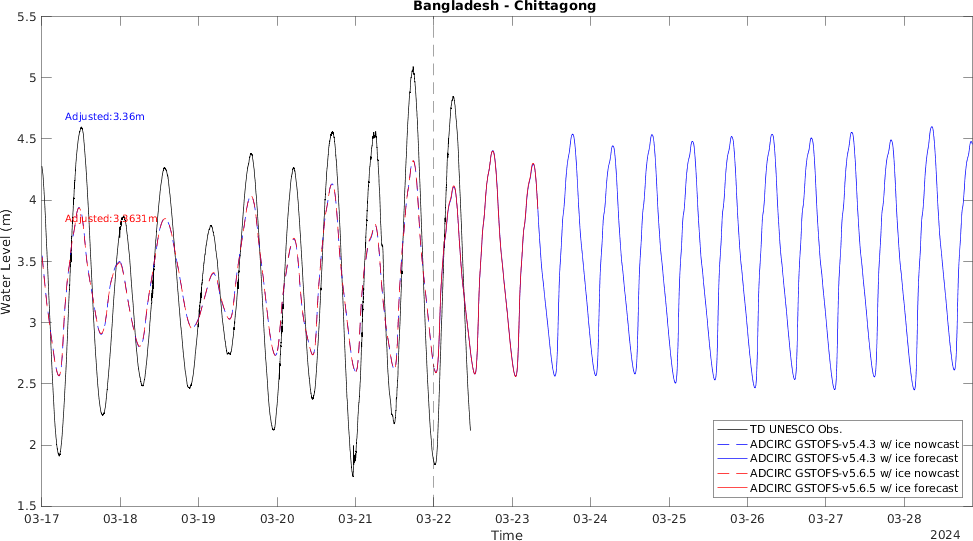 Bangladesh - Chittagong
5.5
5
4.5
4
3.5
3
2.5
2
1.5
Water Level (m)
Adjusted:3.36m
Adjusted:3.3631m
TD UNESCO Obs.
ADCIRC GSTOFS-v5.4.3 w/ ice nowcast
ADCIRC GSTOFS-v5.4.3 w/ ice forecast
ADCIRC GSTOFS-v5.6.5 w/ ice nowcast
ADCIRC GSTOFS-v5.6.5 w/ ice forecast
03-17 03-18 03-19 03-20 03-21 03-22 03-23 03-24 03-25 03-26 03-27 03-28
Time
2024